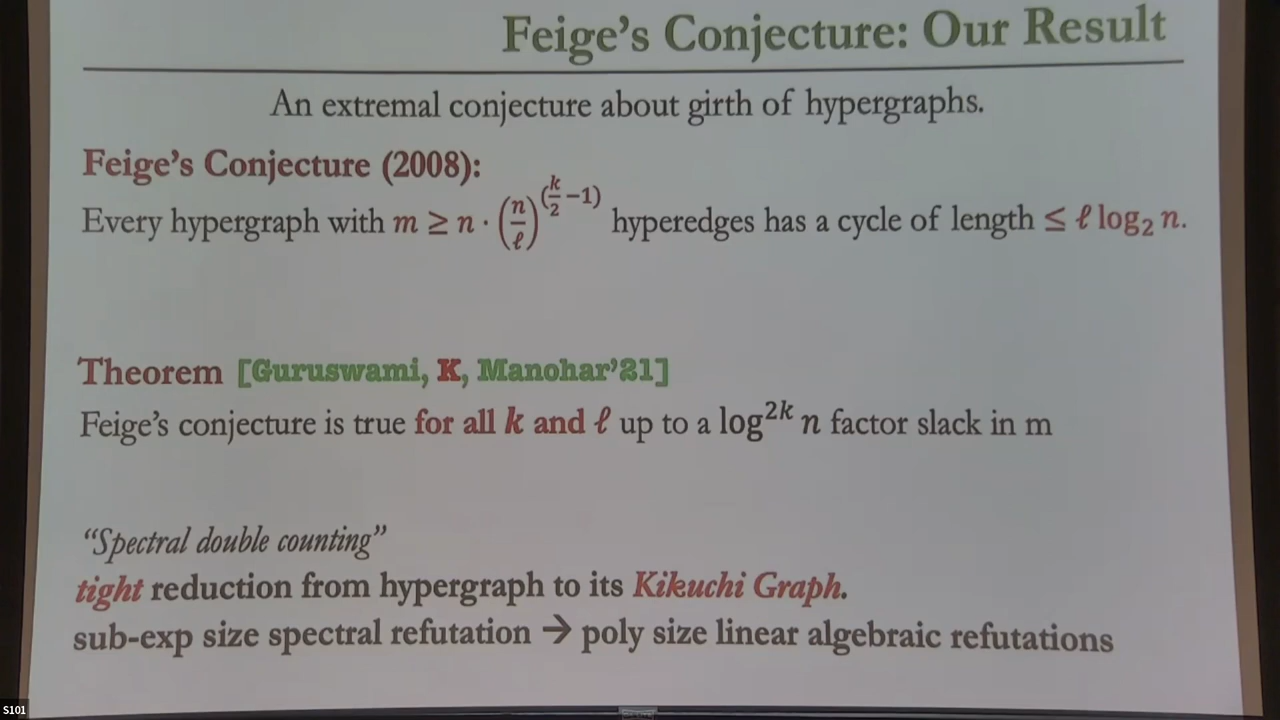 Feige's Conjecture: Our Result
An extremal conjecture about girth of hypergraphs.
Feige's Conjecture (2008):
Every hypergraph with m ≥ n · (n/ℓ)^(k/2 −1) hyperedges has a cycle of length ≤ ℓ log₂ n.
Theorem [Guruswami, K, Manohar'21]
Feige's conjecture is true for all k and ℓ up to a log^2k n factor slack in m
“Spectral double counting”
tight reduction from hypergraph to its Kikuchi Graph.
sub-exp size spectral refutation → poly size linear algebraic refutations
S101